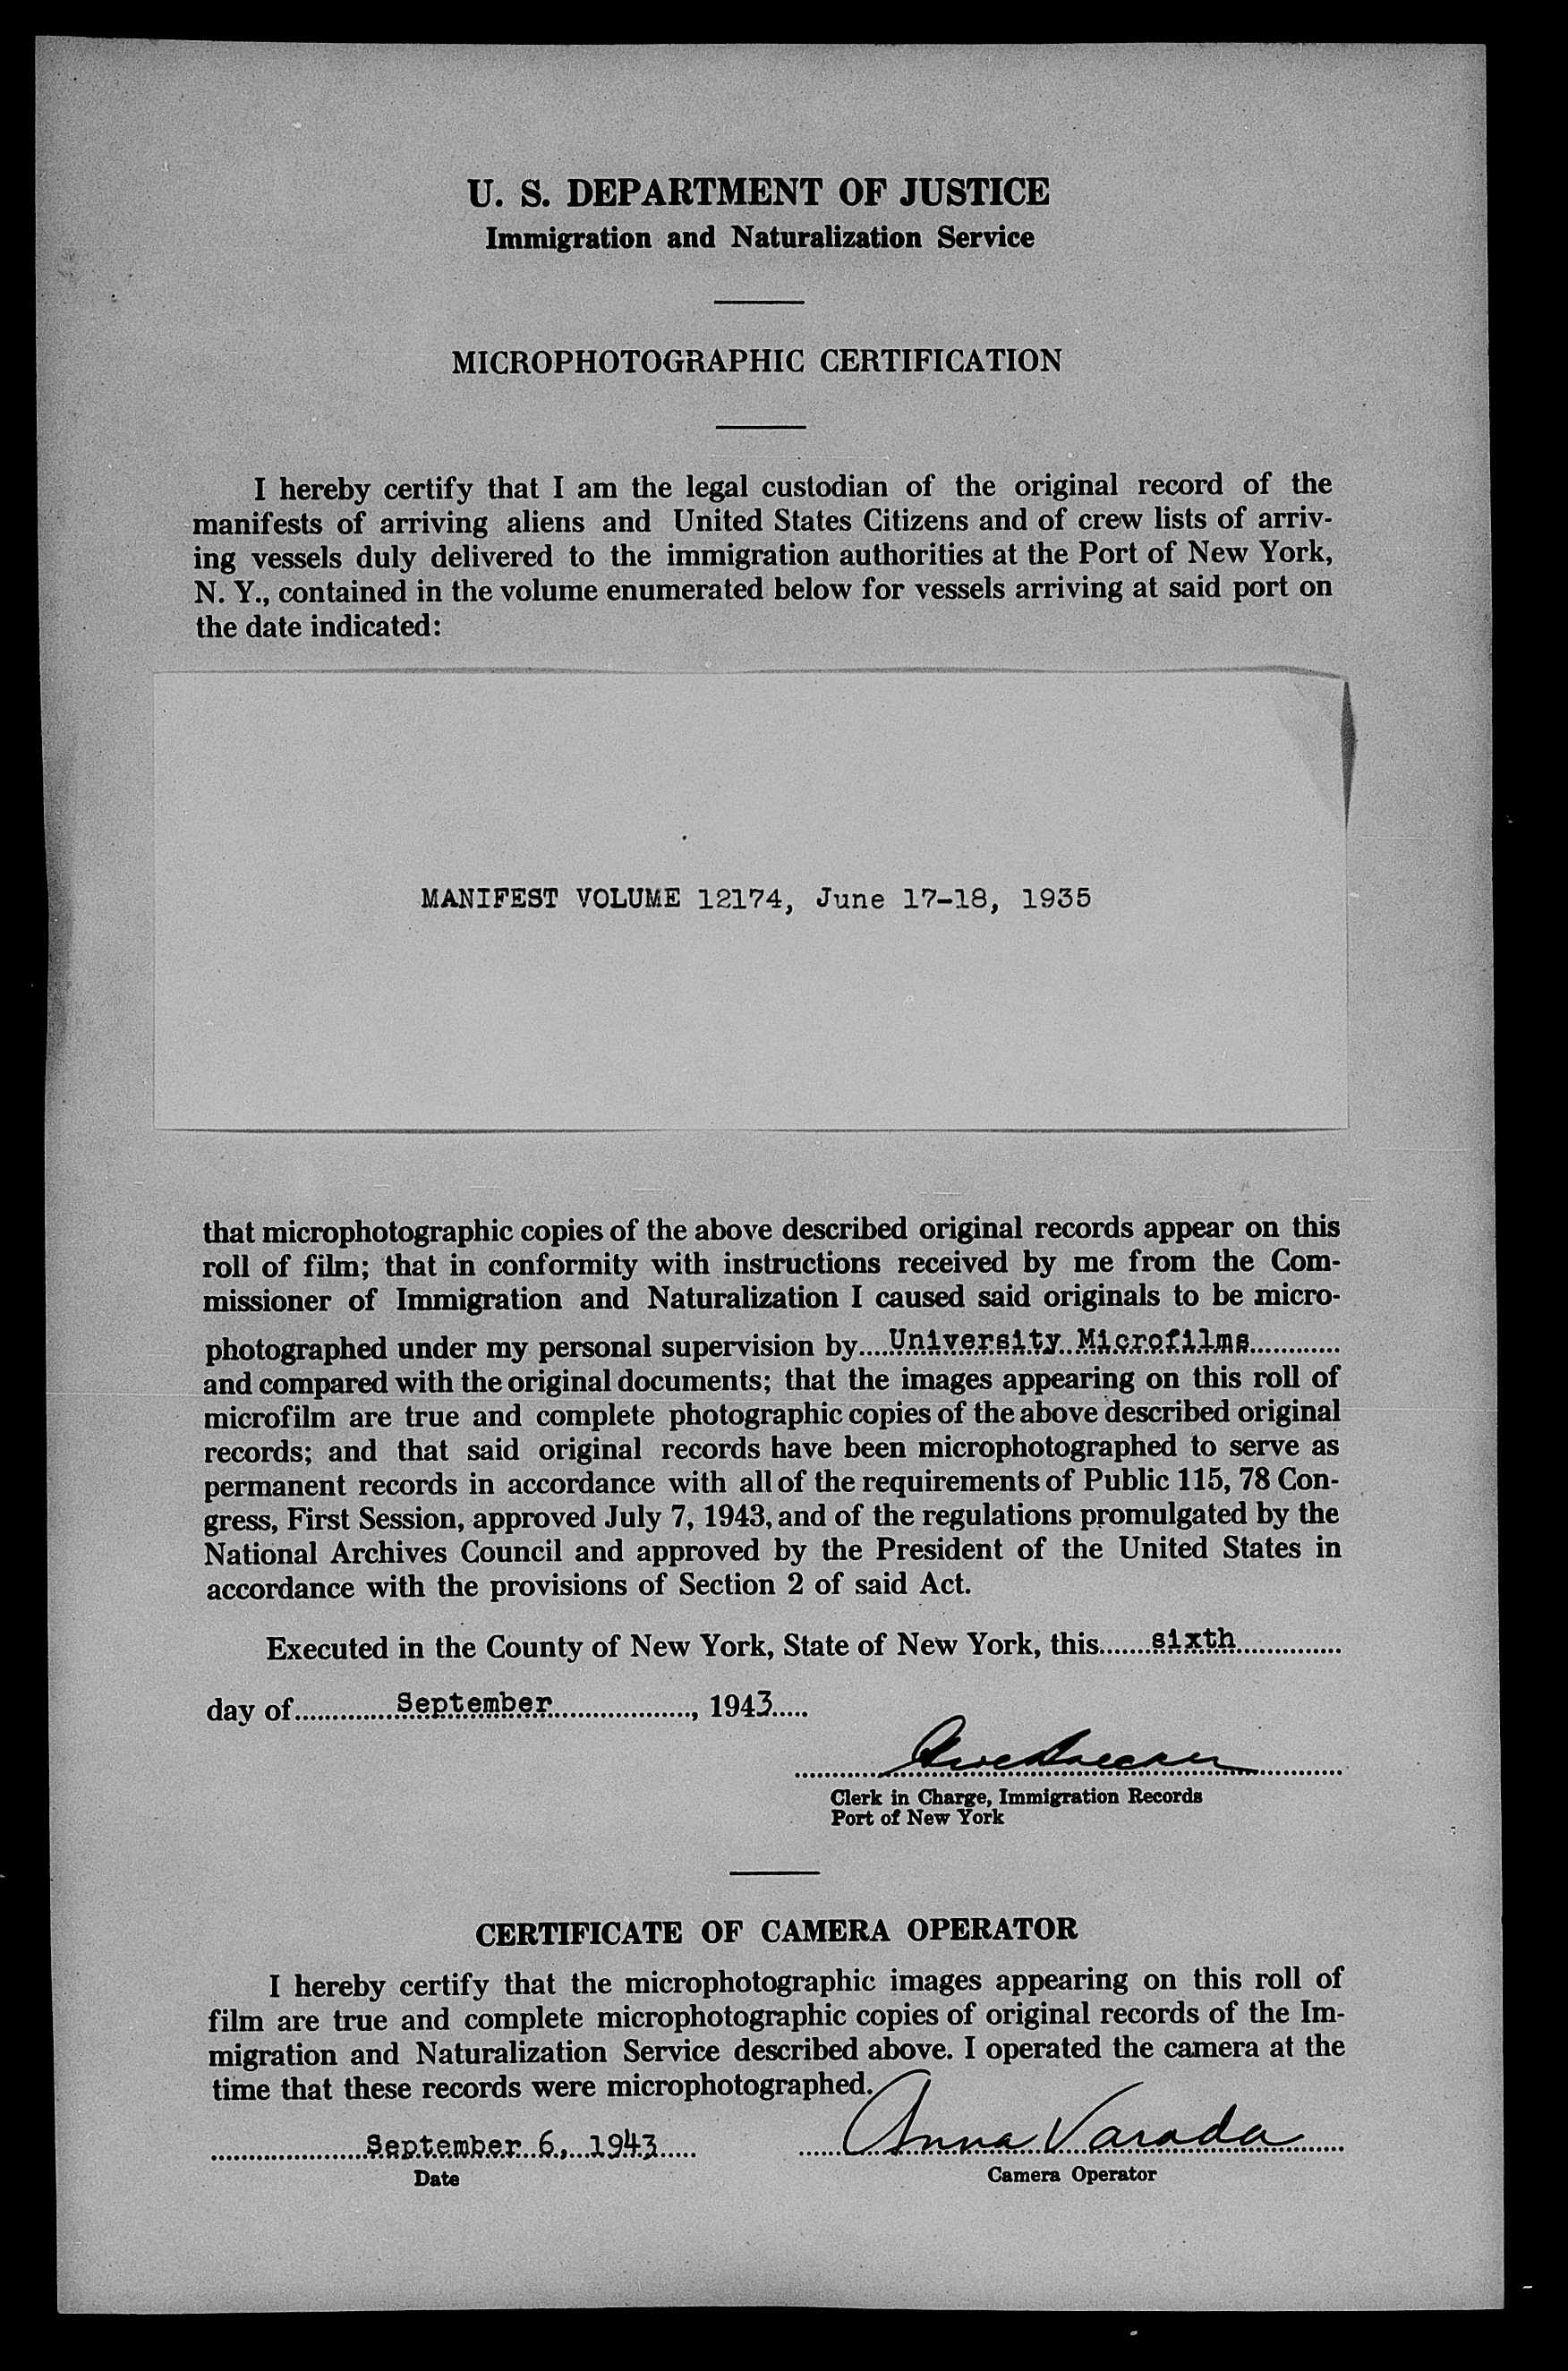 U. S. DEPARTMENT OF JUSTICE
Immigration and Naturalization Service
MICROPHOTOGRAPHIC CERTIFICATION
I hereby certify that I am the legal custodian of the original record of the
manifests of arriving aliens and United States Citizens and of crew lists of arriv-
ing vessels duly delivered to the immigration authorities at the Port of New York,
N. Y., contained in the volume enumerated below for vessels arriving at said port on
the date indicated:
MANIFEST VOLUME 12174, June 17-18, 1935
that microphotographic copies of the above described original records appear on this
roll of film; that in conformity with instructions received by me from the Com-
missioner of Immigration and Naturalization I caused said originals to be micro-
photographed under my personal supervision by....University Microfilms............
and compared with the original documents; that the images appearing on this roll of
microfilm are true and complete photographic copies of the above described original
records; and that said original records have been microphotographed to serve as
permanent records in accordance with all of the requirements of Public 115, 78 Con-
gress, First Session, approved July 7, 1943, and of the regulations promulgated by the
National Archives Council and approved by the President of the United States in
accordance with the provisions of Section 2 of said Act.
Executed in the County of New York, State of New York, this.......sixth..............
day of.............September..................., 1943.....
Clerk in Charge, Immigration Records
Port of New York
CERTIFICATE OF CAMERA OPERATOR
I hereby certify that the microphotographic images appearing on this roll of
film are true and complete microphotographic copies of original records of the Im-
migration and Naturalization Service described above. I operated the camera at the
time that these records were microphotographed.
September 6, 1943 Anna Varada
Date Camera Operator